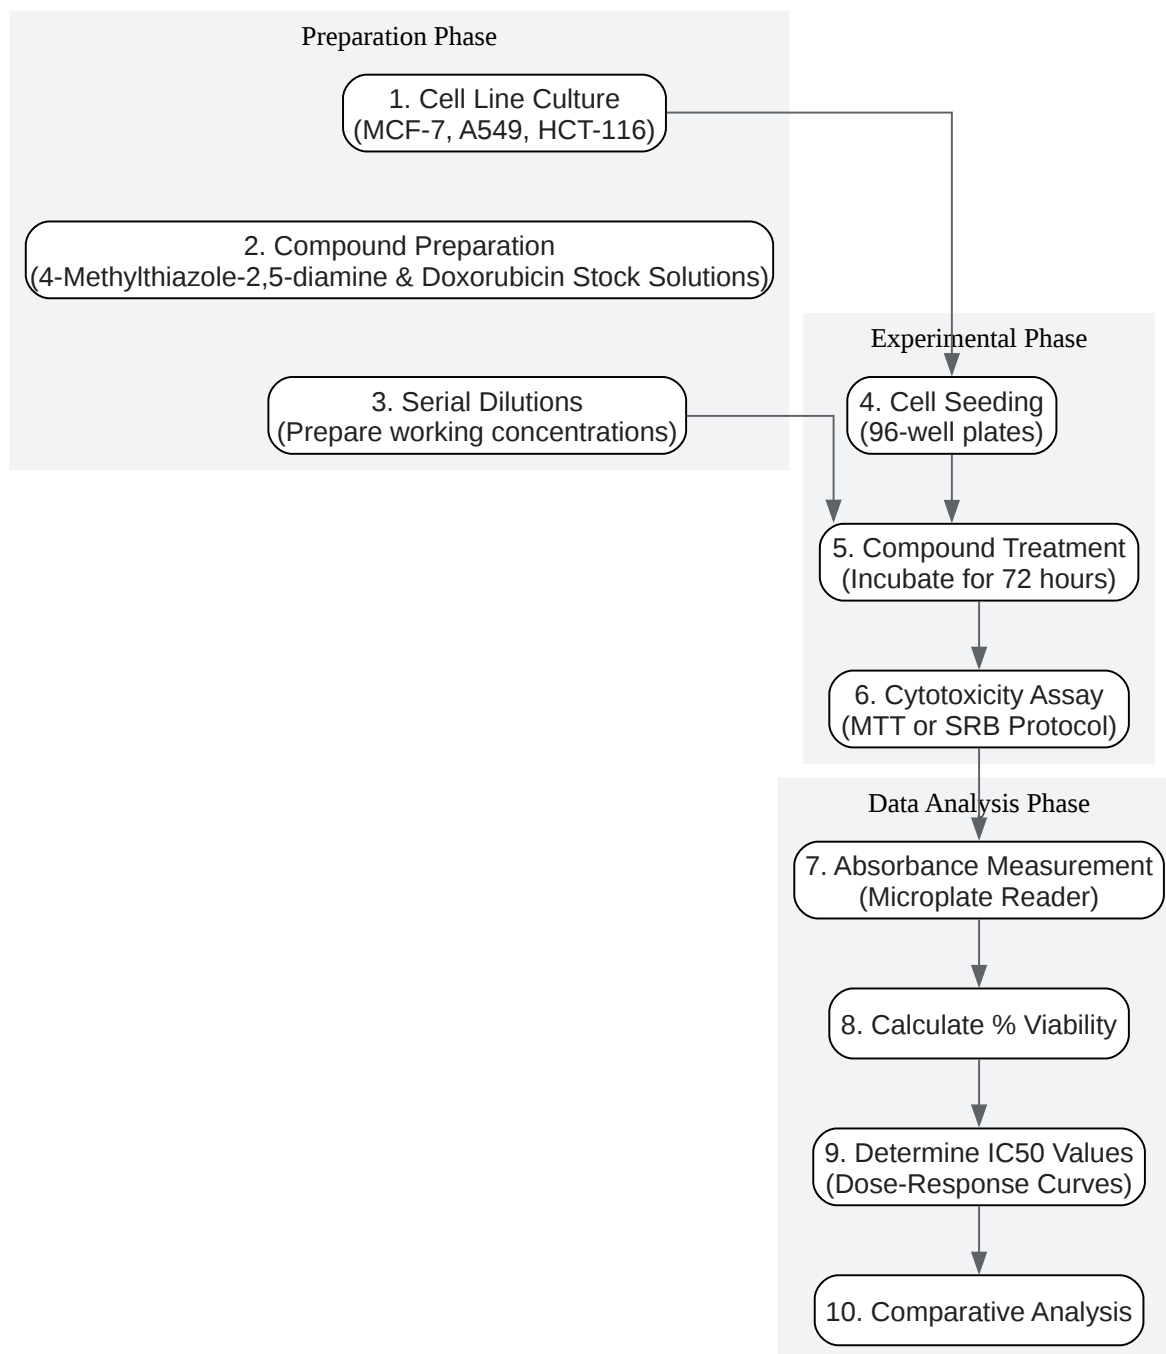 Preparation Phase
1. Cell Line Culture
(MCF-7, A549, HCT-116)
2. Compound Preparation
(4-Methylthiazole-2,5-diamine & Doxorubicin Stock Solutions)
3. Serial Dilutions
(Prepare working concentrations)
Experimental Phase
4. Cell Seeding
(96-well plates)
5. Compound Treatment
(Incubate for 72 hours)
6. Cytotoxicity Assay
(MTT or SRB Protocol)
Data Analysis Phase
7. Absorbance Measurement
(Microplate Reader)
8. Calculate % Viability
9. Determine IC50 Values
(Dose-Response Curves)
10. Comparative Analysis